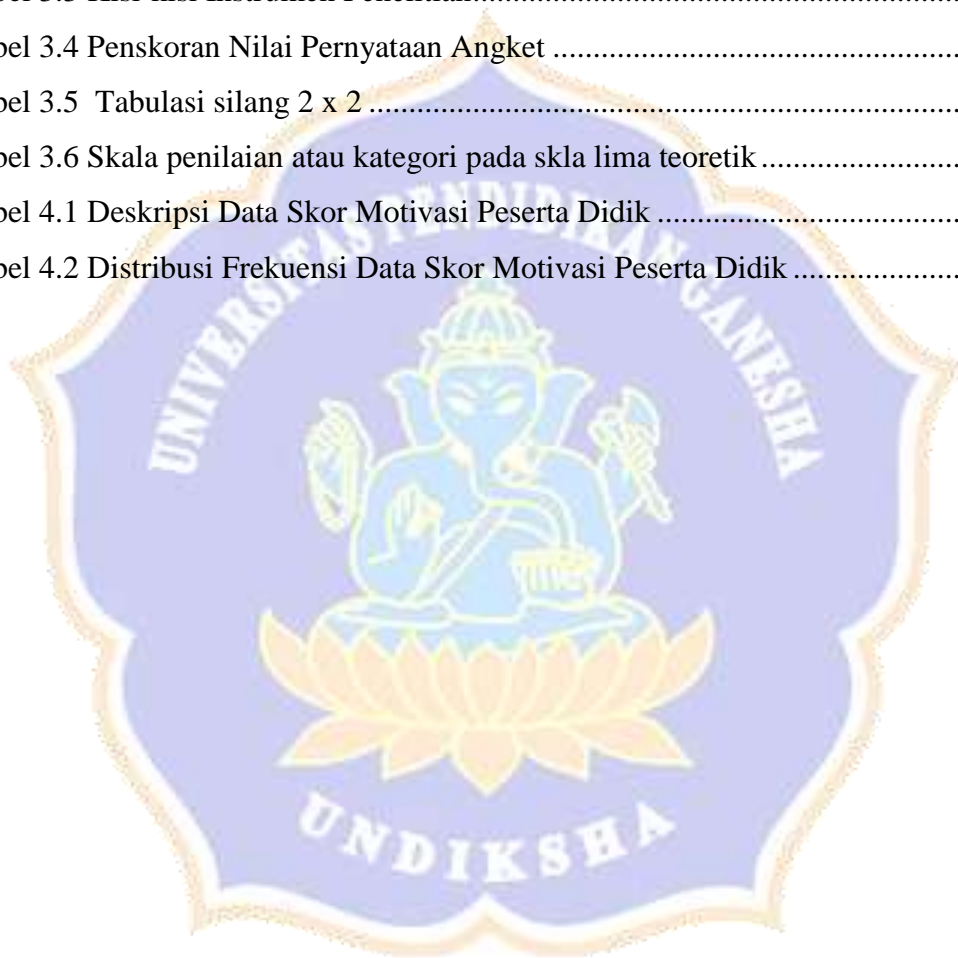 bel 3.4 Penskoran Nilai Pernyataan Angket
bel 3.5 Tabulasi silang 2 x 2
bel 3.6 Skala penilaian atau kategori pada skla lima teoretik
bel 4.1 Deskripsi Data Skor Motivasi Peserta Didik
bel 4.2 Distribusi Frekuensi Data Skor Motivasi Peserta Didik
UNIVERSITAS PENDIDIKAN GANESHA
UNDIKSHA